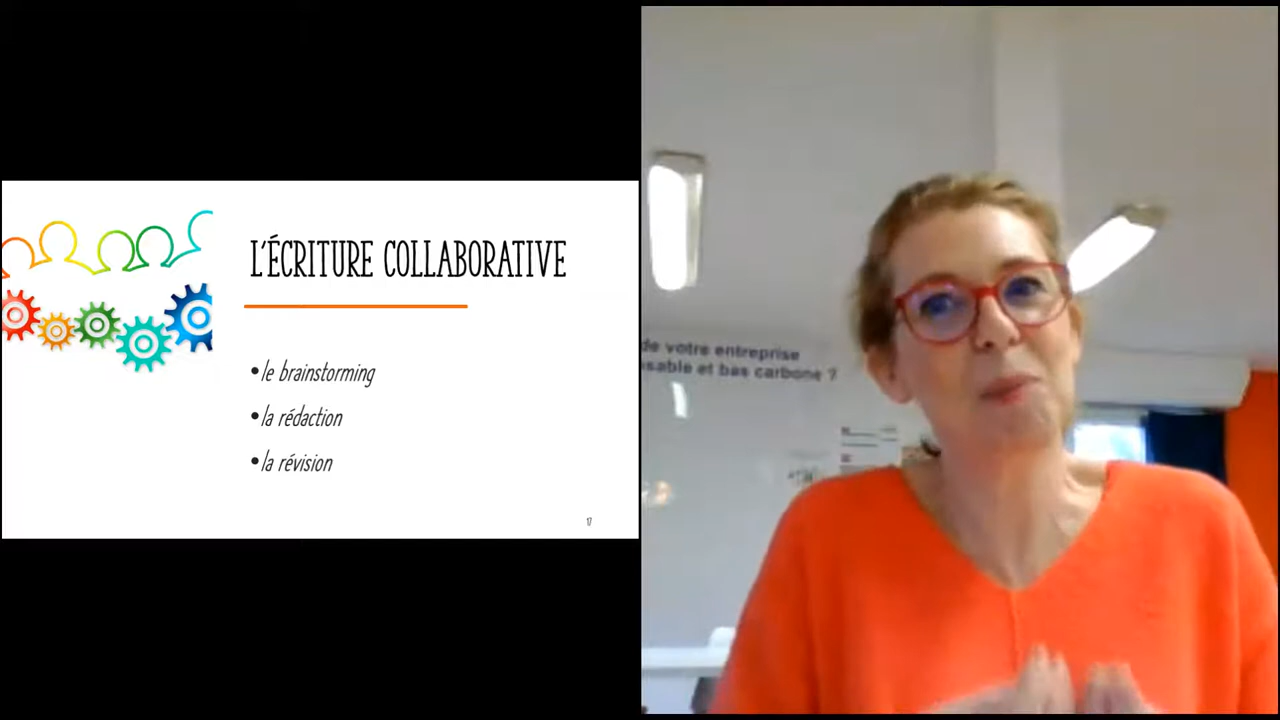 L'ÉCRITURE COLLABORATIVE
•le brainstorming
•la rédaction
•la révision
17
de votre entreprise
sable et bas carbone ?